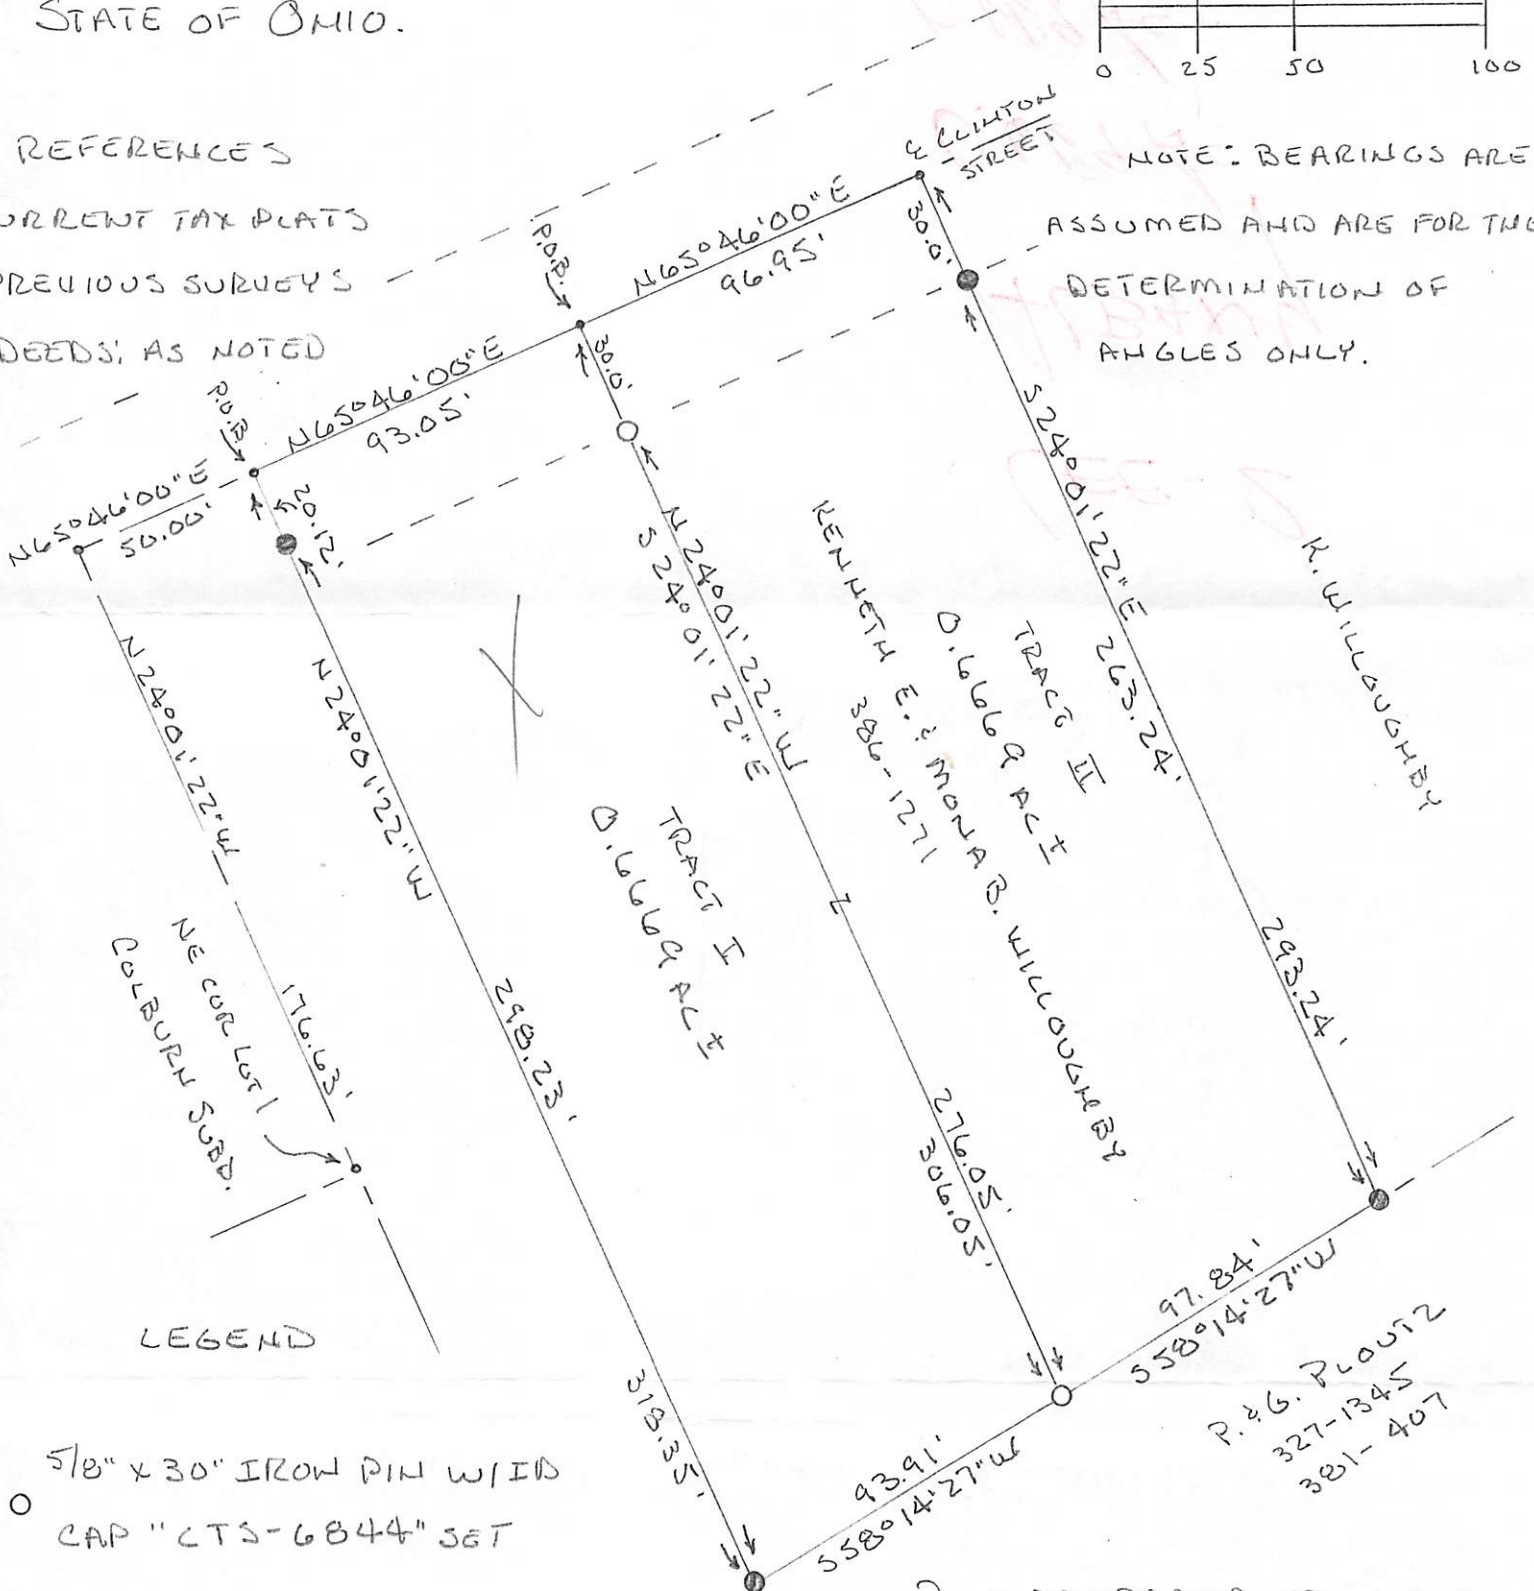 STATE OF OHIO.
0 25 50 100
REFERENCES
CURRENT TAX PLATS
PREVIOUS SURVEYS
DEEDS; AS NOTED
NOTE: BEARINGS ARE
ASSUMED AND ARE FOR THE
DETERMINATION OF
ANGLES ONLY.
℄ CLINTON
STREET
P.O.B.
N65°46'00"E
96.95'
30.0'
P.O.B.
N65°46'00"E
93.05'
30.0'
N65°46'00"E
50.00'
20.12'
N24°01'22"W
176.63'
NE COR LOT 1
COLBURN SUBD.
N24°01'22"W
298.23'
318.35'
TRACT I
0.6669 AC ±
N24°01'22"W
S24°01'22"E
276.05'
306.05'
TRACT II
0.6669 AC ±
KENNETH E. & MONA B. WILLOUGHBY
386-1271
S24°01'22"E 263.24'
293.24'
K. WILLOUGHBY
97.84'
S58°14'27"W
93.91'
S58°14'27"W
P. & G. PLOUTZ
327-1345
381-407
LEGEND
5/8" X 30" IRON PIN W/ID
CAP "CTS-6844" SET